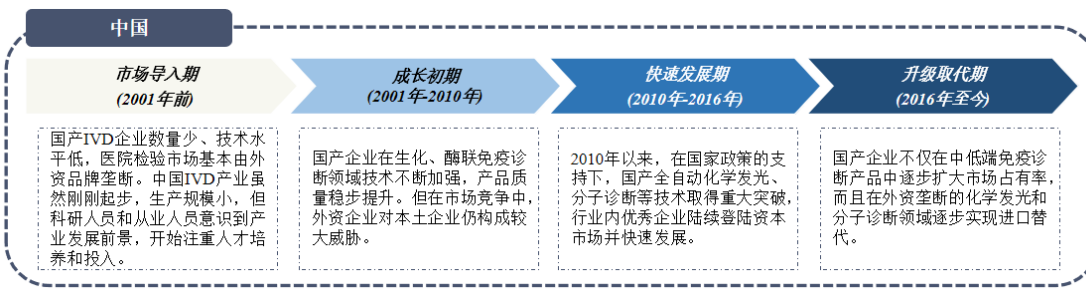 中国
市场导入期
(2001年前)
成长初期
(2001年-2010年)
快速发展期
(2010年-2016年)
升级取代期
(2016年至今)
国产IVD企业数量少、技术水
平低，医院检验市场基本由外
资品牌垄断。中国IVD产业虽
然刚刚起步，生产规模小，但
科研人员和从业人员意识到产
业发展前景，开始注重人才培
养和投入。
国产企业在生化、酶联免疫诊
断领域技术不断加强，产品质
量稳步提升。但在市场竞争中，
外资企业对本土企业仍构成较
大威胁。
2010年以来，在国家政策的支
持下，国产全自动化学发光、
分子诊断等技术取得重大突破，
行业内优秀企业陆续登陆资本
市场并快速发展。
国产企业不仅在中低端免疫诊
断产品中逐步扩大市场占有率，
而且在外资垄断的化学发光和
分子诊断领域逐步实现进口替
代。